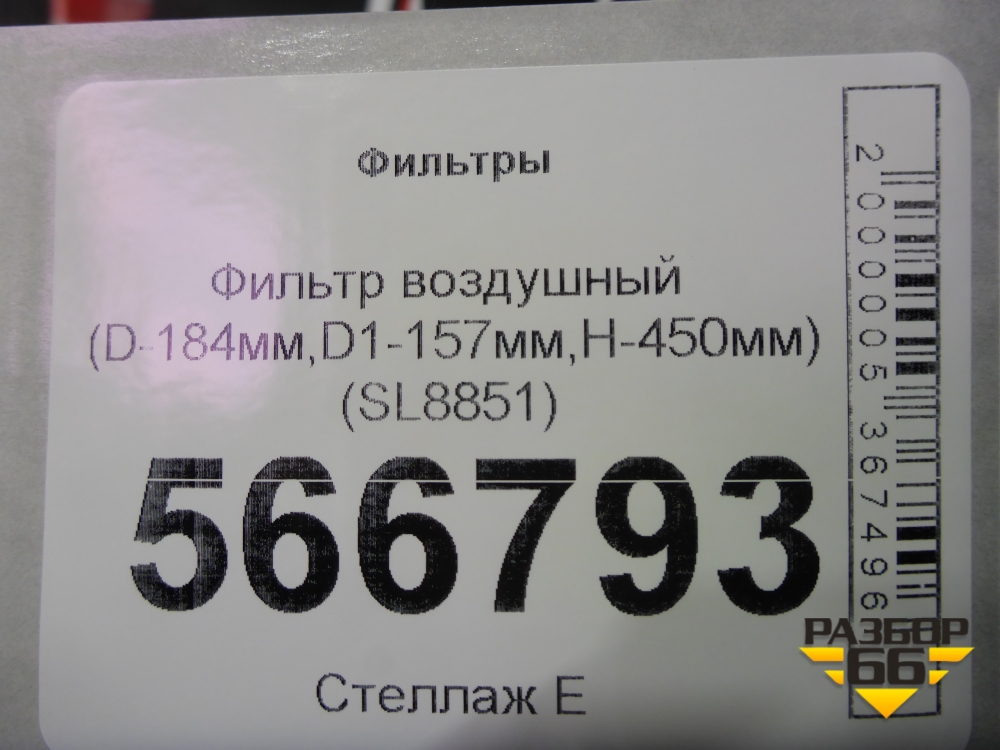 Фильтры
Фильтр воздушный
(D-184мм,D1-157мм,H-450мм)
(SL8851)
566793
Стеллаж Е
2000005367496
РАЗБОР
66